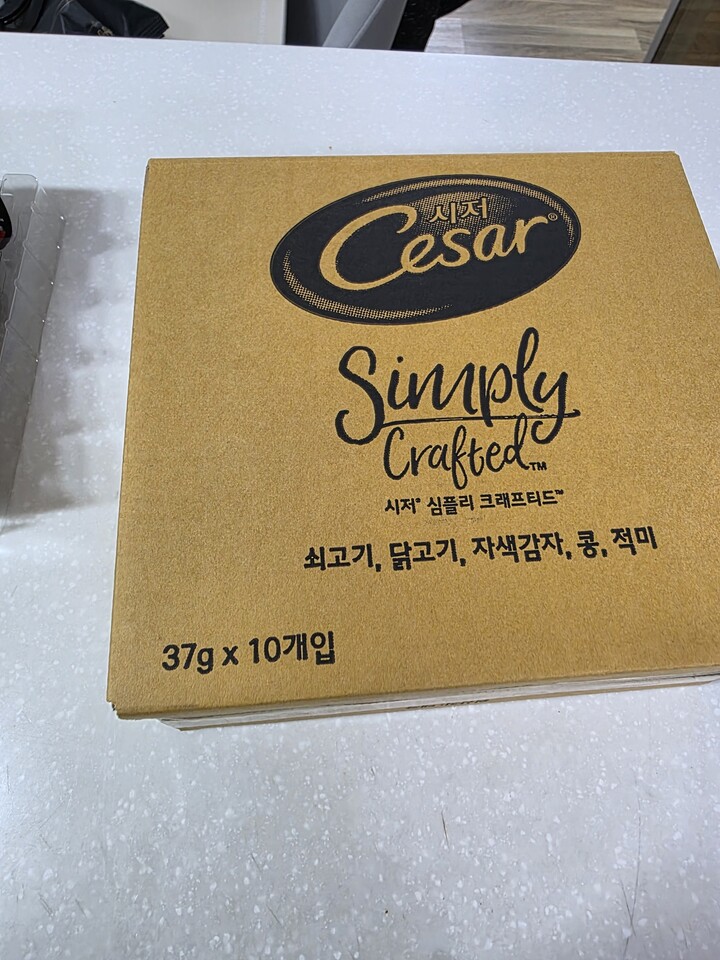 시저
Cesar®
Simply
Crafted™
시저® 심플리 크래프티드™
쇠고기, 닭고기, 자색감자, 콩, 적미
37g x 10개입